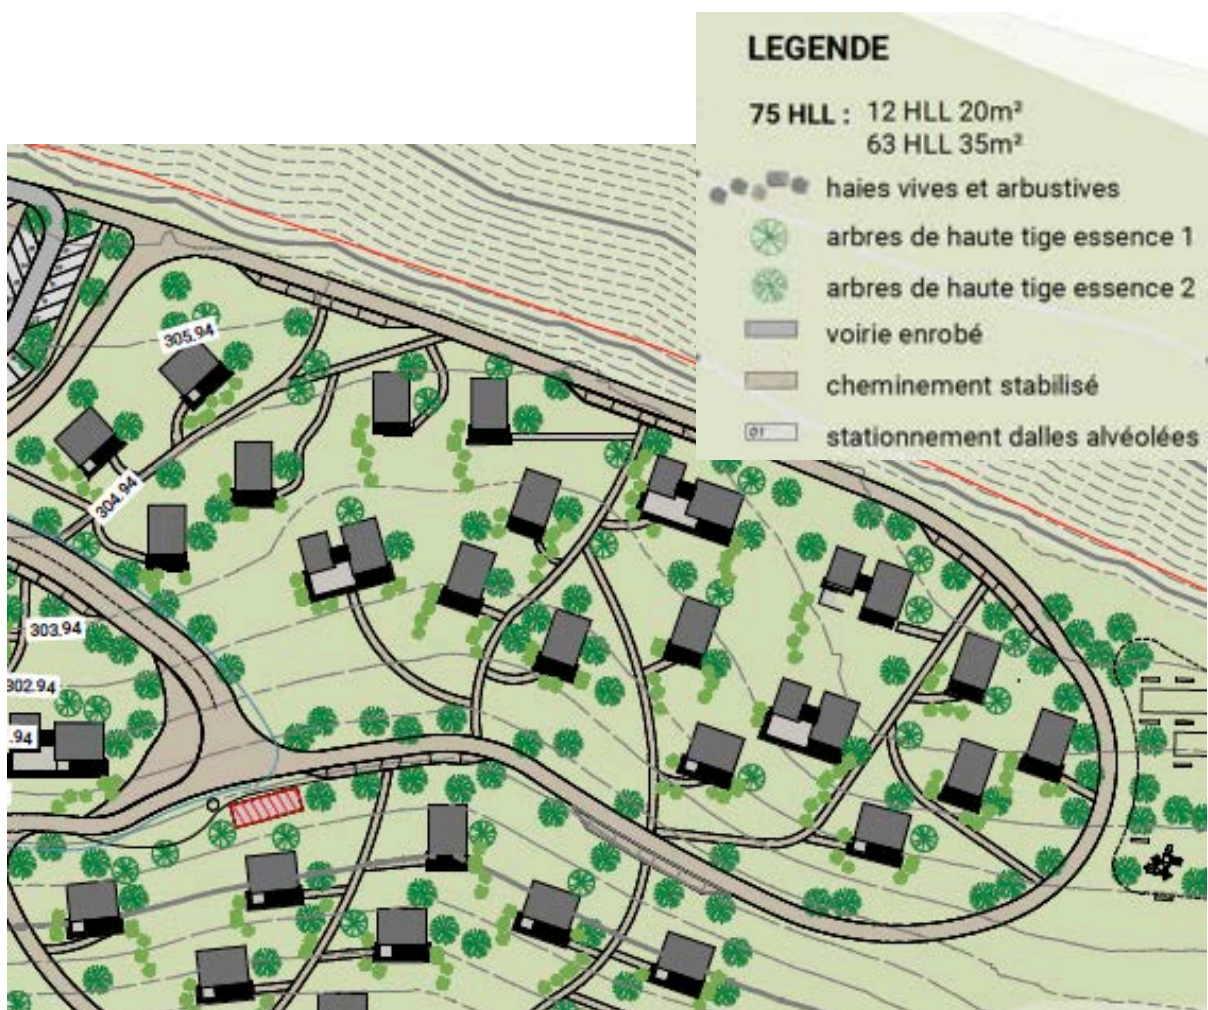 LEGENDE
75 HLL : 12 HLL 20m²
63 HLL 35m²
haies vives et arbustives
arbres de haute tige essence 1
arbres de haute tige essence 2
voirie enrobé
cheminement stabilisé
01 stationnement dalles alvéolées
305.94
304.94
303.94
302.94
.94